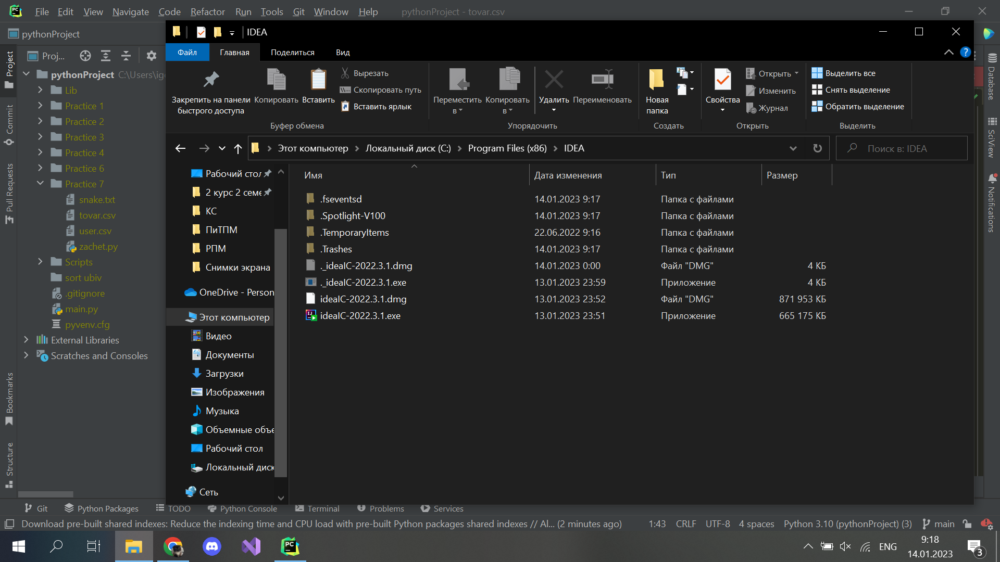 File Edit View Navigate Code Refactor Run Tools Git Window Help pythonProject - tovar.csv
pythonProject
Proj...
pythonProject C:\Users\ig
Lib
Practice 1
Practice 2
Practice 3
Practice 4
Practice 6
Practice 7
snake.txt
tovar.csv
user.csv
zachet.py
Scripts
sort ubiv
.gitignore
main.py
pyvenv.cfg
External Libraries
Scratches and Consoles
Project
Commit
Pull Requests
Bookmarks
Structure
IDEA
Файл Главная Поделиться Вид
Закрепить на панели быстрого доступа
Копировать
Вставить
Вырезать
Скопировать путь
Вставить ярлык
Буфер обмена
Переместить в
Копировать в
Удалить
Переименовать
Упорядочить
Новая папка
Создать
Свойства
Открыть
Изменить
Журнал
Открыть
Выделить все
Снять выделение
Обратить выделение
Выделить
Этот компьютер Локальный диск (C:) Program Files (x86) IDEA
Поиск в: IDEA
Рабочий стол
2 курс 2 семе
КС
ПиТПМ
РПМ
Снимки экрана
OneDrive - Person
Этот компьютер
Видео
Документы
Загрузки
Изображения
Музыка
Объемные объе
Рабочий стол
Локальный диск
Сеть
Имя Дата изменения Тип Размер
.fseventsd 14.01.2023 9:17 Папка с файлами
.Spotlight-V100 14.01.2023 9:17 Папка с файлами
.TemporaryItems 22.06.2022 9:16 Папка с файлами
.Trashes 14.01.2023 9:17 Папка с файлами
._ideaIC-2022.3.1.dmg 14.01.2023 0:00 Файл "DMG" 4 КБ
._ideaIC-2022.3.1.exe 13.01.2023 23:59 Приложение 4 КБ
ideaIC-2022.3.1.dmg 13.01.2023 23:52 Файл "DMG" 871 953 КБ
ideaIC-2022.3.1.exe 13.01.2023 23:51 Приложение 665 175 КБ
Database
SciView
Notifications
Git Python Packages TODO Python Console Terminal Problems Services
Download pre-built shared indexes: Reduce the indexing time and CPU load with pre-built Python packages shared indexes // Al... (2 minutes ago) 1:43 CRLF UTF-8 4 spaces Python 3.10 (pythonProject) (3) main
PC
ENG
9:18
14.01.2023
3